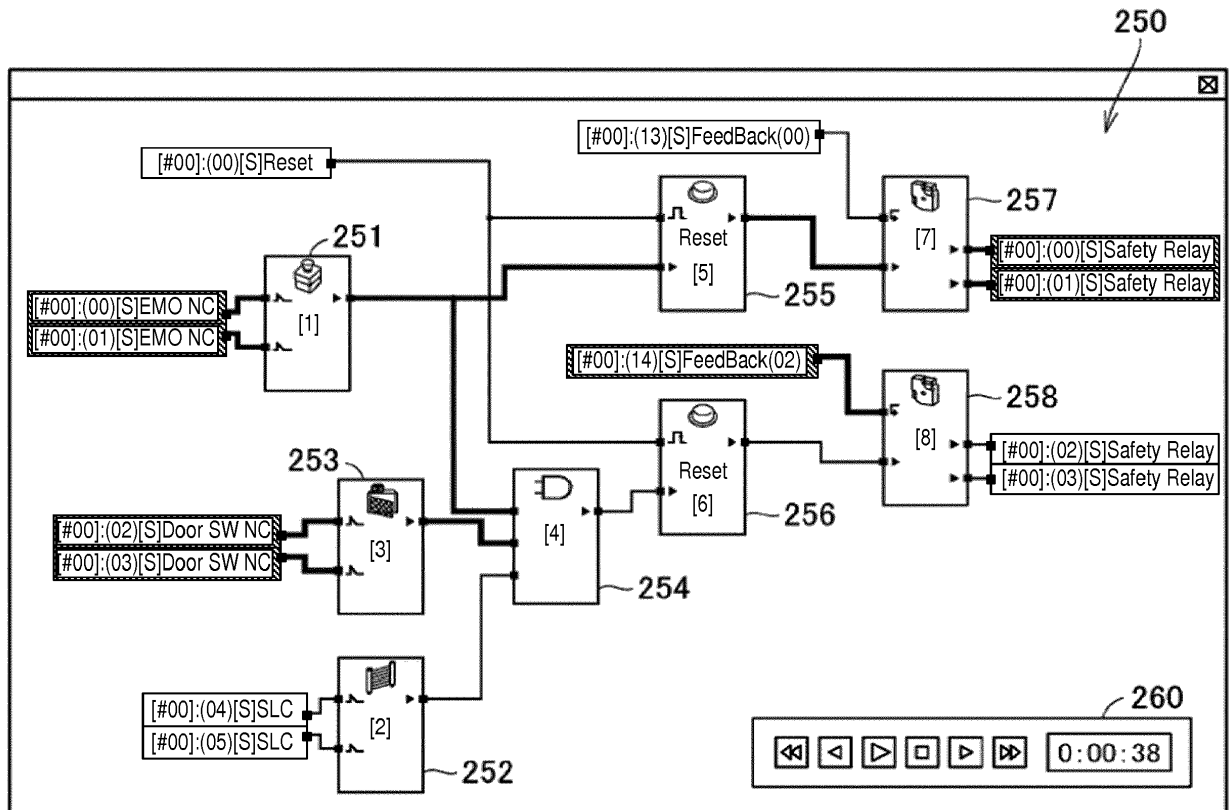 250
[#00]:(00)[S]Reset
[#00]:(13)[S]FeedBack(00)
251
[1]
[#00]:(00)[S]EMO NC
[#00]:(01)[S]EMO NC
Reset
[5]
255
[7]
257
[#00]:(00)[S]Safety Relay
[#00]:(01)[S]Safety Relay
[#00]:(14)[S]FeedBack(02)
Reset
[6]
256
[8]
258
[#00]:(02)[S]Safety Relay
[#00]:(03)[S]Safety Relay
253
[3]
[#00]:(02)[S]Door SW NC
[#00]:(03)[S]Door SW NC
[4]
254
[2]
[#00]:(04)[S]SLC
[#00]:(05)[S]SLC
252
260
0:00:38